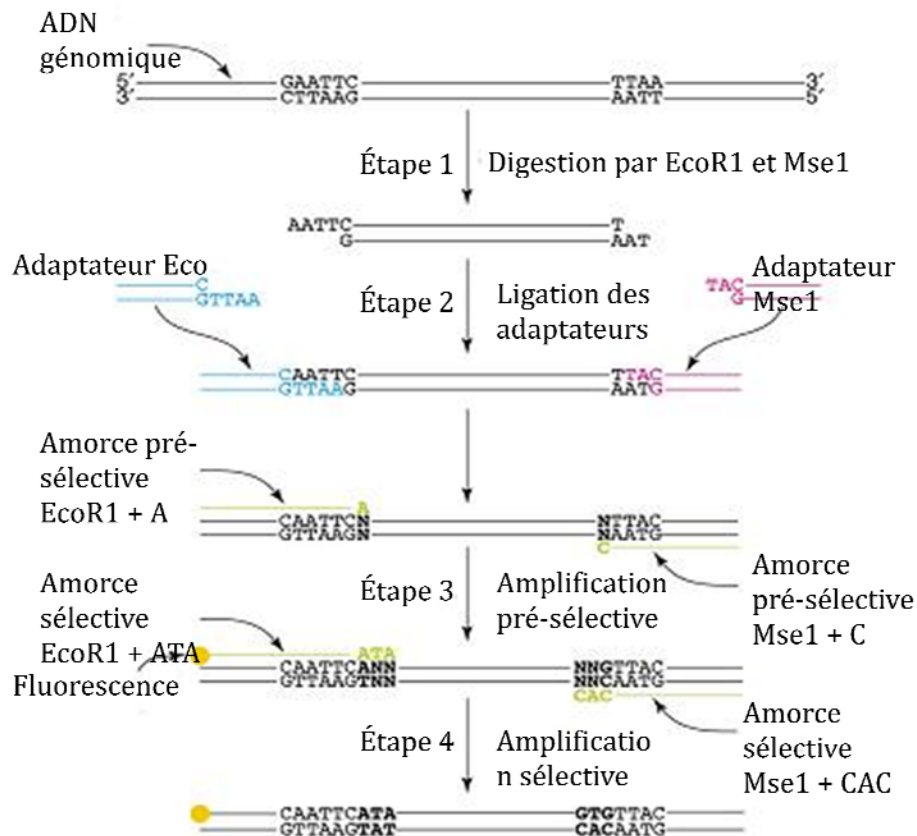 ADN
génomique
5′ GAATTC TTAA 3′
3′ CTTAAG AATT 5′
Étape 1 Digestion par EcoR1 et Mse1
AATTC T
G AAT
Adaptateur Eco
C
GTTAA
Étape 2
Ligation des
adaptateurs
Adaptateur
Mse1
TAC
G
CAATTC TTAC
GTTAAG AATG
Amorce pré-
sélective
EcoR1 + A
A
CAATTCN NTTAC
GTTAAGN NAATG
C
Étape 3
Amplification
pré-sélective
Amorce
pré-sélective
Mse1 + C
Amorce
sélective
EcoR1 + ATA
Fluorescence
ATA
CAATTCANN NNGTTAC
GTTAAGTNN NNCAATG
CAC
Étape 4
Amplificatio
n sélective
Amorce
sélective
Mse1 + CAC
CAATTCATA GTGTTAC
GTTAAGTAT CACAATG